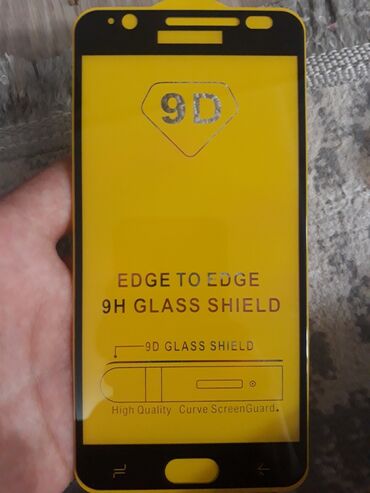 9D
EDGE TO EDGE
9H GLASS SHIELD
9D GLASS SHIELD
High Quality Curve ScreenGuard.